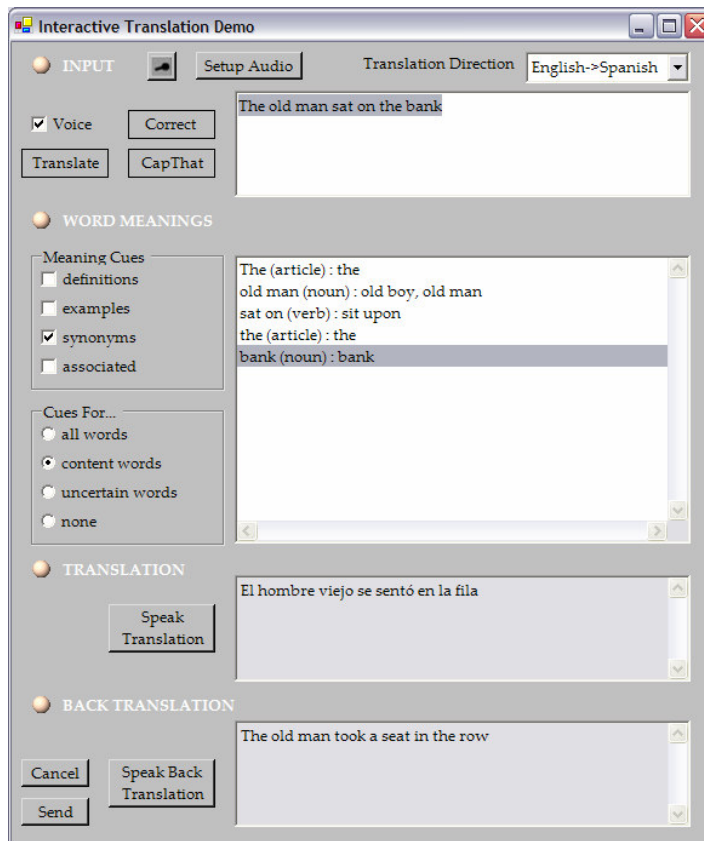 Interactive Translation Demo
INPUT
Setup Audio
Translation Direction
English->Spanish
Voice
Correct
Translate
CapThat
The old man sat on the bank
WORD MEANINGS
Meaning Cues
definitions
examples
synonyms
associated
The (article) : the
old man (noun) : old boy, old man
sat on (verb) : sit upon
the (article) : the
bank (noun) : bank
Cues For...
all words
content words
uncertain words
none
TRANSLATION
Speak
Translation
El hombre viejo se sentó en la fila
BACK TRANSLATION
Cancel
Send
Speak Back
Translation
The old man took a seat in the row